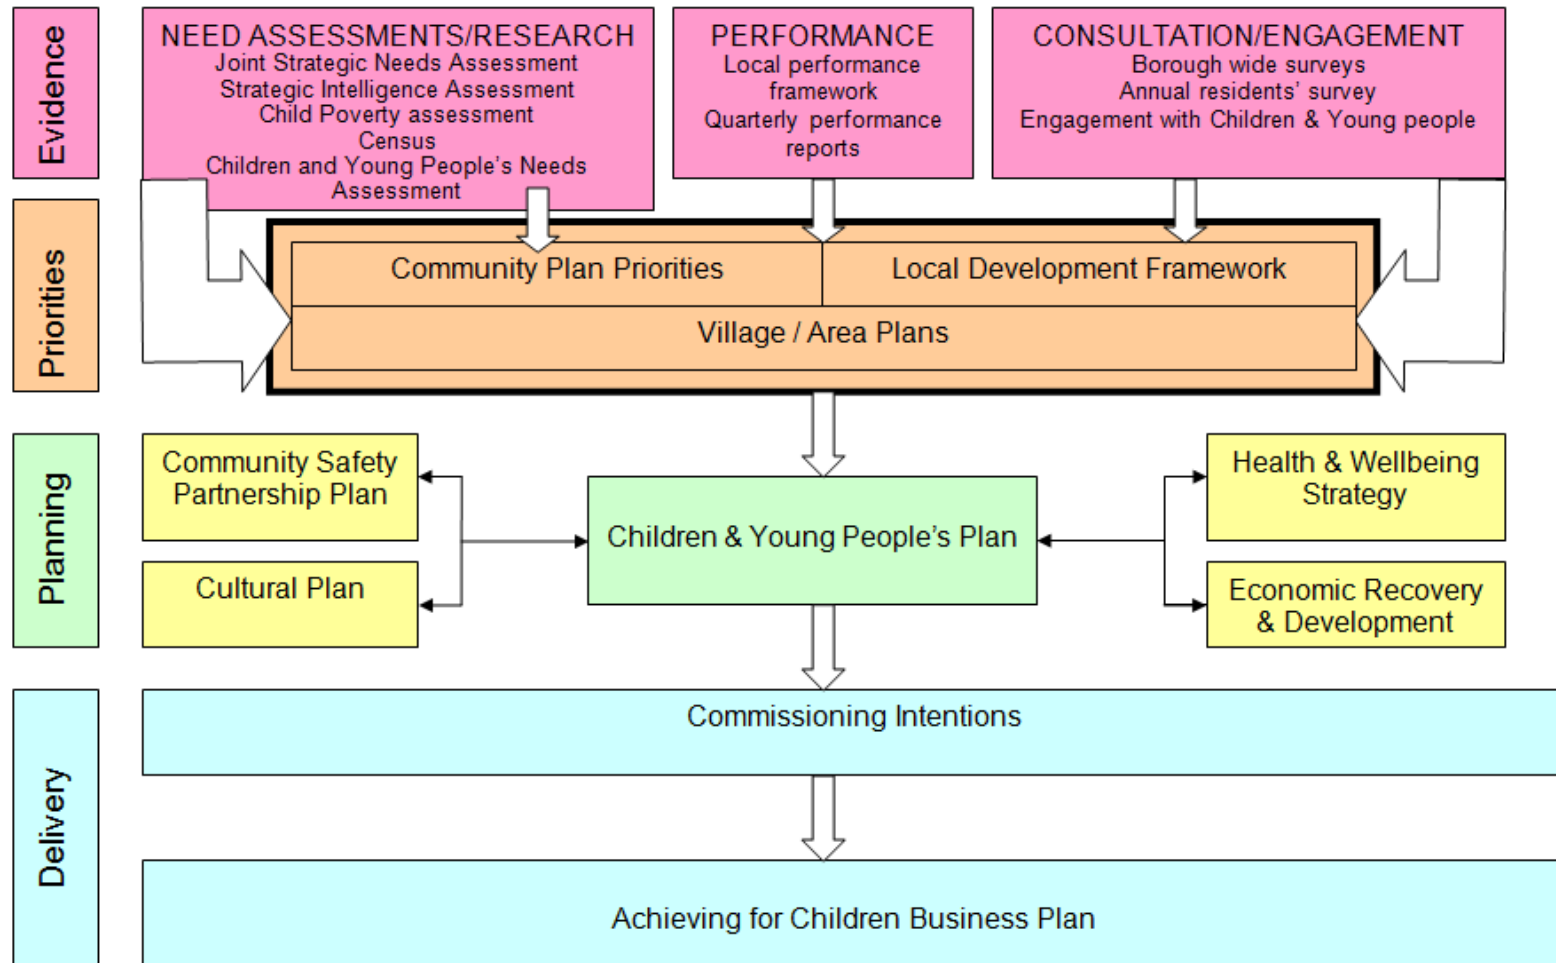 Evidence
NEED ASSESSMENTS/RESEARCH
Joint Strategic Needs Assessment
Strategic Intelligence Assessment
Child Poverty assessment
Census
Children and Young People's Needs
Assessment
PERFORMANCE
Local performance
framework
Quarterly performance
reports
CONSULTATION/ENGAGEMENT
Borough wide surveys
Annual residents' survey
Engagement with Children & Young people
Priorities
Community Plan Priorities
Local Development Framework
Village / Area Plans
Planning
Community Safety
Partnership Plan
Cultural Plan
Children & Young People's Plan
Health & Wellbeing
Strategy
Economic Recovery
& Development
Delivery
Commissioning Intentions
Achieving for Children Business Plan